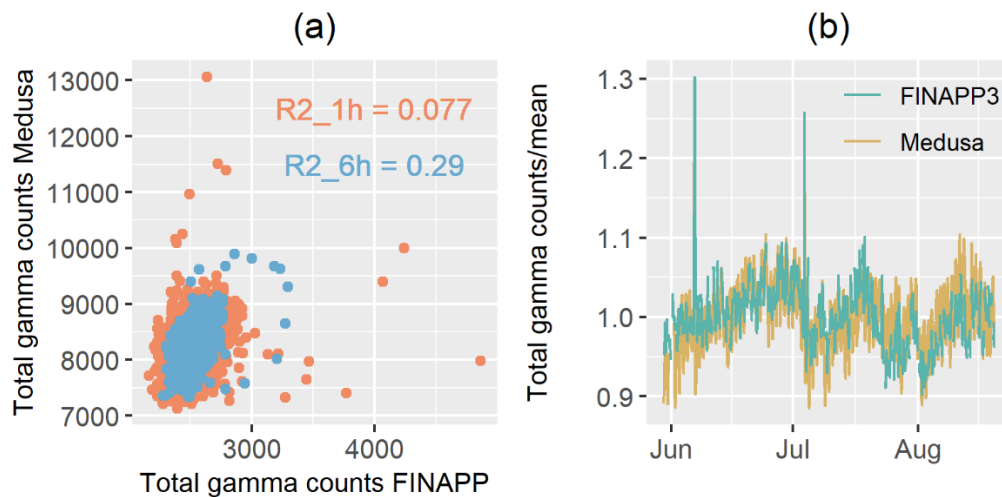 (a)
Total gamma counts Medusa
13000
12000
11000
10000
9000
8000
7000
R2_1h = 0.077
R2_6h = 0.29
3000
4000
Total gamma counts FINAPP
(b)
Total gamma counts/mean
1.3
1.2
1.1
1.0
0.9
FINAPP3
Medusa
Jun
Jul
Aug